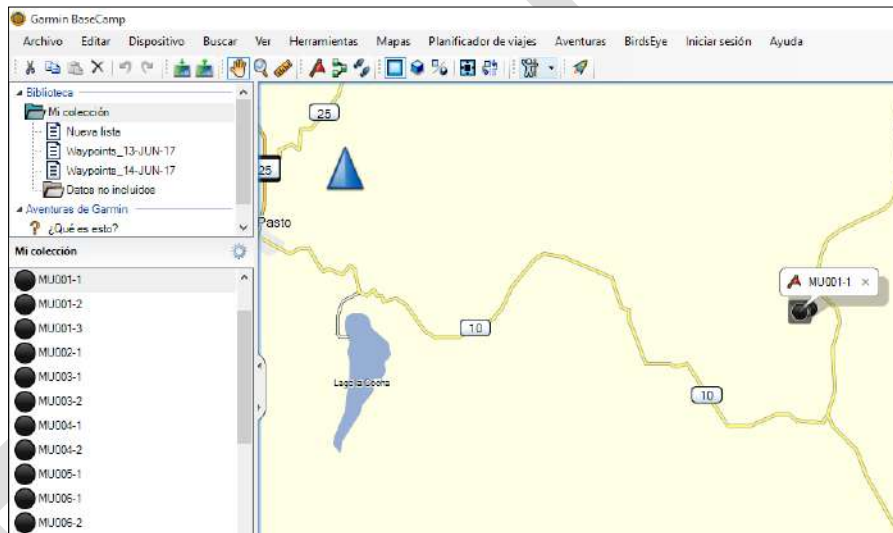 Garmin BaseCamp
Archivo Editar Dispositivo Buscar Ver Herramientas Mapas Planificador de viajes Aventuras BirdsEye Iniciar sesión Ayuda
Biblioteca
Mi colección
Nueva lista
Waypoints_13-JUN-17
Waypoints_14-JUN-17
Datos no incluidos
Aventuras de Garmin
? ¿Qué es esto?
Mi colección
MU001-1
MU001-2
MU001-3
MU002-1
MU003-1
MU003-2
MU004-1
MU004-2
MU005-1
MU006-1
MU006-2
25
25
Pasto
MU001-1 ×
10
Lago la Cocha
10